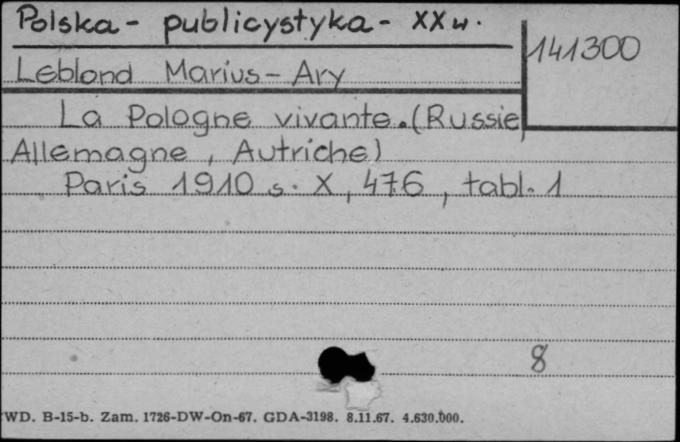 Polska - publicystyka - XX w.
141300
Leblond Marius - Ary
La Pologne vivante. (Russie
Allemagne, Autriche)
Paris 1910 s. X, 476, tabl. 1
8
WD. B-15-b. Zam. 1726-DW-On-67. GDA-3198. 8.11.67. 4.630.000.